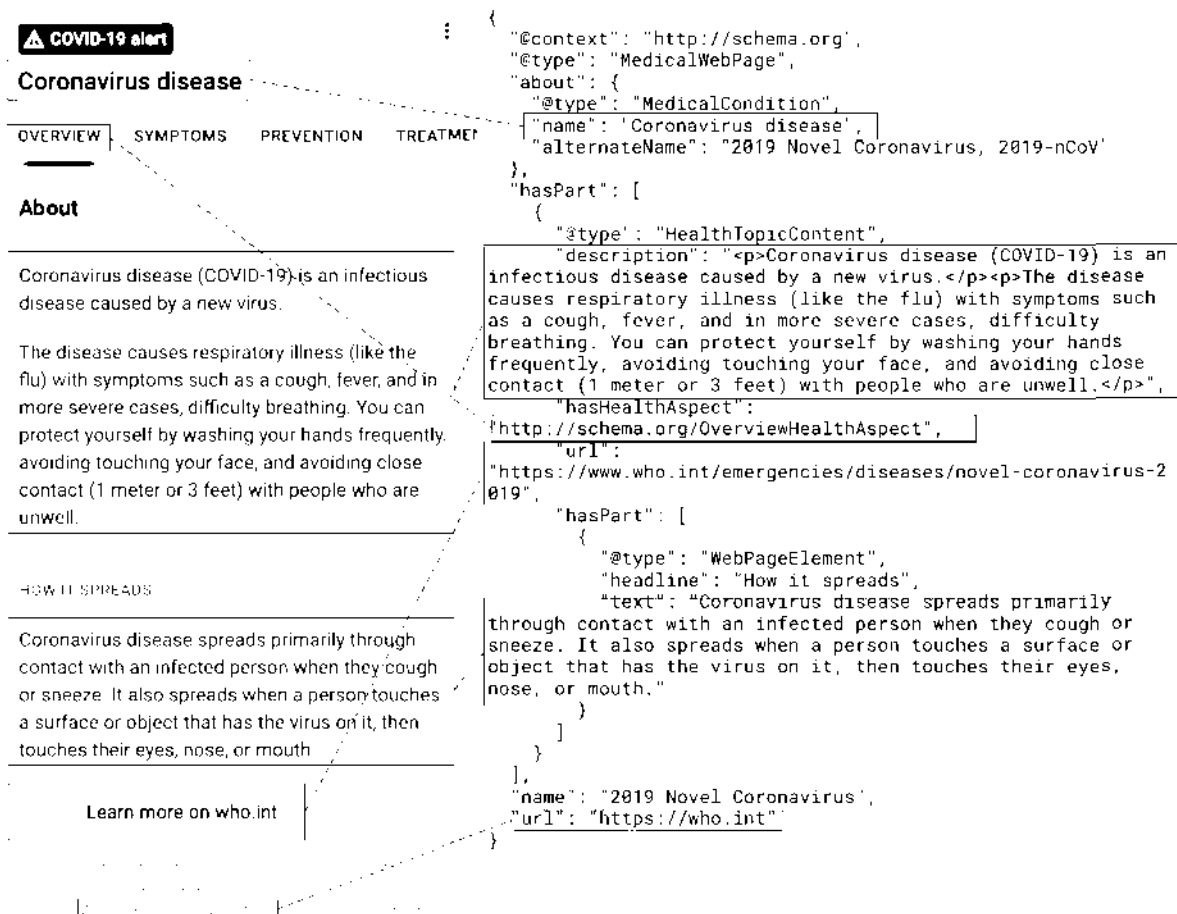 COVID-19 alert
Coronavirus disease
OVERVIEW SYMPTOMS PREVENTION TREATMEN
About
Coronavirus disease (COVID-19) is an infectious
disease caused by a new virus.
The disease causes respiratory illness (like the
flu) with symptoms such as a cough, fever, and in
more severe cases, difficulty breathing. You can
protect yourself by washing your hands frequently,
avoiding touching your face, and avoiding close
contact (1 meter or 3 feet) with people who are
unwell.
HOW IT SPREADS
Coronavirus disease spreads primarily through
contact with an infected person when they cough
or sneeze. It also spreads when a person touches
a surface or object that has the virus on it, then
touches their eyes, nose, or mouth
Learn more on who.int
{
"@context": "http://schema.org",
"@type": "MedicalWebPage",
"about": {
"@type": "MedicalCondition",
"name": "Coronavirus disease",
"alternateName": "2019 Novel Coronavirus, 2019-nCoV"
},
"hasPart": [
{
"@type": "HealthTopicContent",
"description": "<p>Coronavirus disease (COVID-19) is an
infectious disease caused by a new virus.</p><p>The disease
causes respiratory illness (like the flu) with symptoms such
as a cough, fever, and in more severe cases, difficulty
breathing. You can protect yourself by washing your hands
frequently, avoiding touching your face, and avoiding close
contact (1 meter or 3 feet) with people who are unwell.</p>",
"hasHealthAspect":
"http://schema.org/OverviewHealthAspect",
"url":
"https://www.who.int/emergencies/diseases/novel-coronavirus-2
019",
"hasPart": [
{
"@type": "WebPageElement",
"headline": "How it spreads",
"text": "Coronavirus disease spreads primarily
through contact with an infected person when they cough or
sneeze. It also spreads when a person touches a surface or
object that has the virus on it, then touches their eyes,
nose, or mouth."
}
]
}
],
"name": "2019 Novel Coronavirus",
"url": "https://who.int"
}